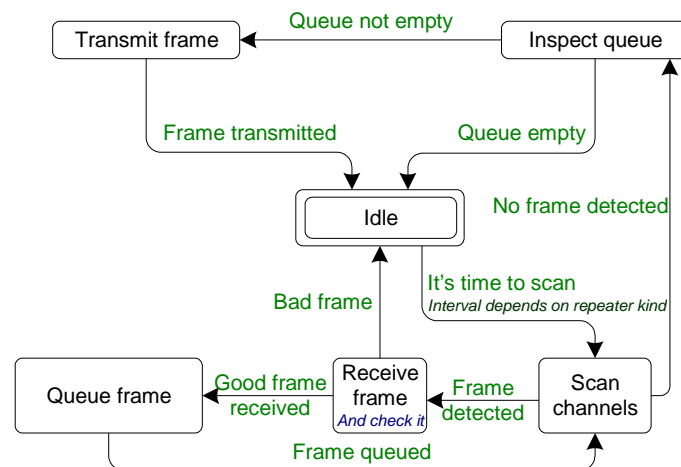 Queue not empty
Transmit frame
Inspect queue
Frame transmitted
Queue empty
Idle
No frame detected
It's time to scan
Interval depends on repeater kind
Bad frame
Queue frame
Good frame
received
Receive
frame
And check it
Frame
detected
Scan
channels
Frame queued